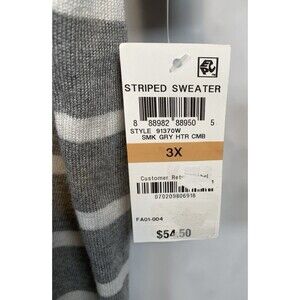 STRIPED SWEATER
8 88982 88950 5
STYLE 91370W
SMK GRY HTR CMB
3X
Customer
070209806918
FA01-004
$54.50